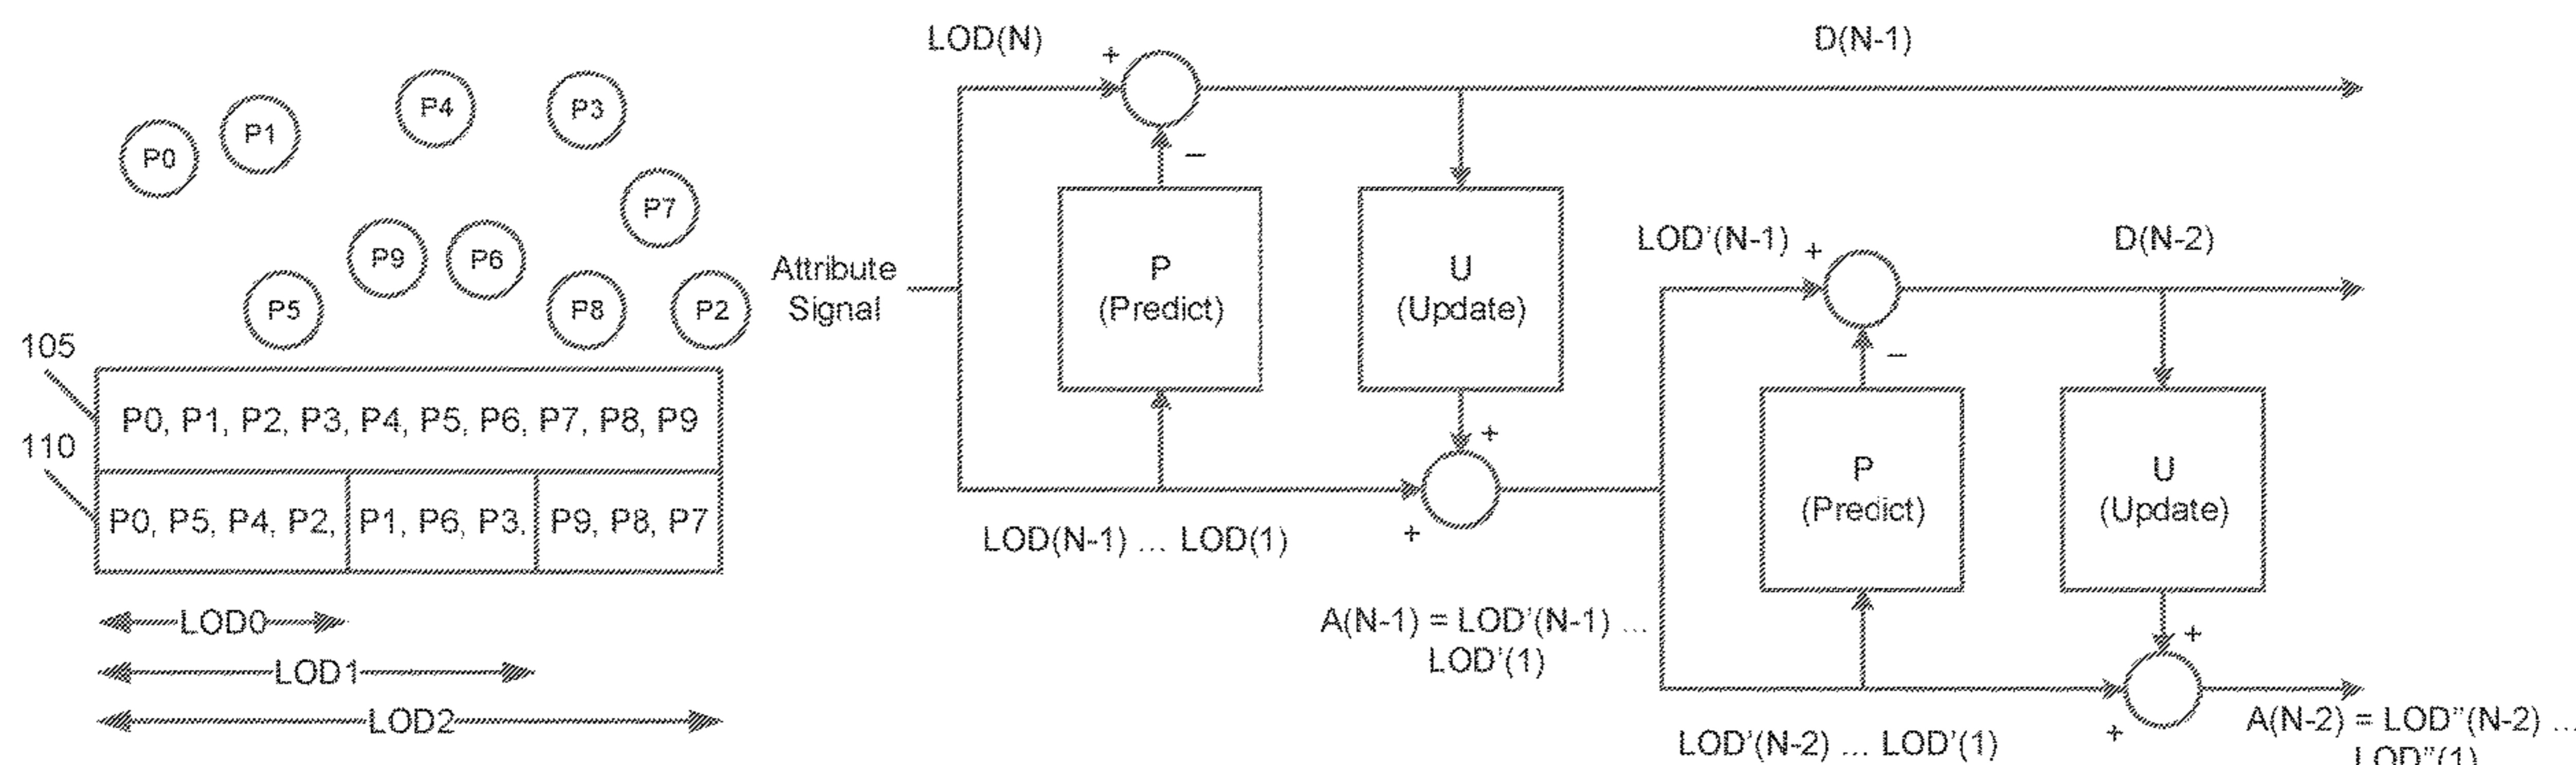 P0
P1
P4
P3
P7
P9
P6
P5
P8
P2
105
P0, P1, P2, P3, P4, P5, P6, P7, P8, P9
110
P0, P5, P4, P2,
P1, P6, P3,
P9, P8, P7
LOD0
LOD1
LOD2
Attribute
Signal
LOD(N)
+
D(N-1)
−
P
(Predict)
U
(Update)
+
+
LOD(N-1) ... LOD(1)
LOD'(N-1)
+
D(N-2)
−
P
(Predict)
U
(Update)
A(N-1) = LOD'(N-1) ...
LOD'(1)
+
+
LOD'(N-2) ... LOD'(1)
A(N-2) = LOD”(N-2) ...
LOD”(1)